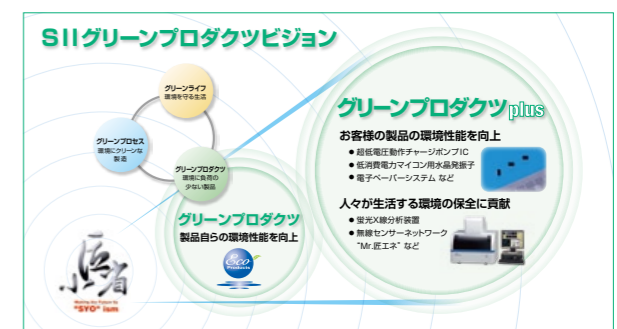 SIIグリーンプロダクツビジョン
グリーンライフ
環境を守る生活
グリーンプロセス
環境にクリーンな
製造
グリーンプロダクツ
環境に負荷の
少ない製品
グリーンプロダクツ
製品自らの環境性能を向上
Eco
Products
匠小省
"SYO" ism
グリーンプロダクツplus
お客様の製品の環境性能を向上
● 超低電圧動作チャージポンプIC
● 低消費電力マイコン用水晶発振子
● 電子ペーパーシステム など
人々が生活する環境の保全に貢献
● 蛍光X線分析装置
● 無線センサーネットワーク
"Mr.匠エネ" など